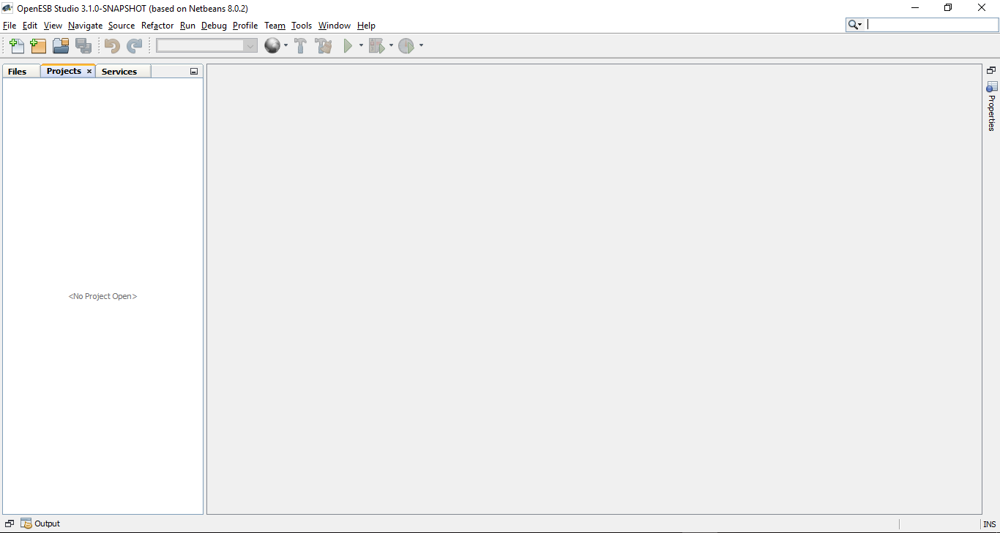 OpenESB Studio 3.1.0-SNAPSHOT (based on Netbeans 8.0.2)
File Edit View Navigate Source Refactor Run Debug Profile Team Tools Window Help
Files Projects Services
Properties
<No Project Open>
Output
INS